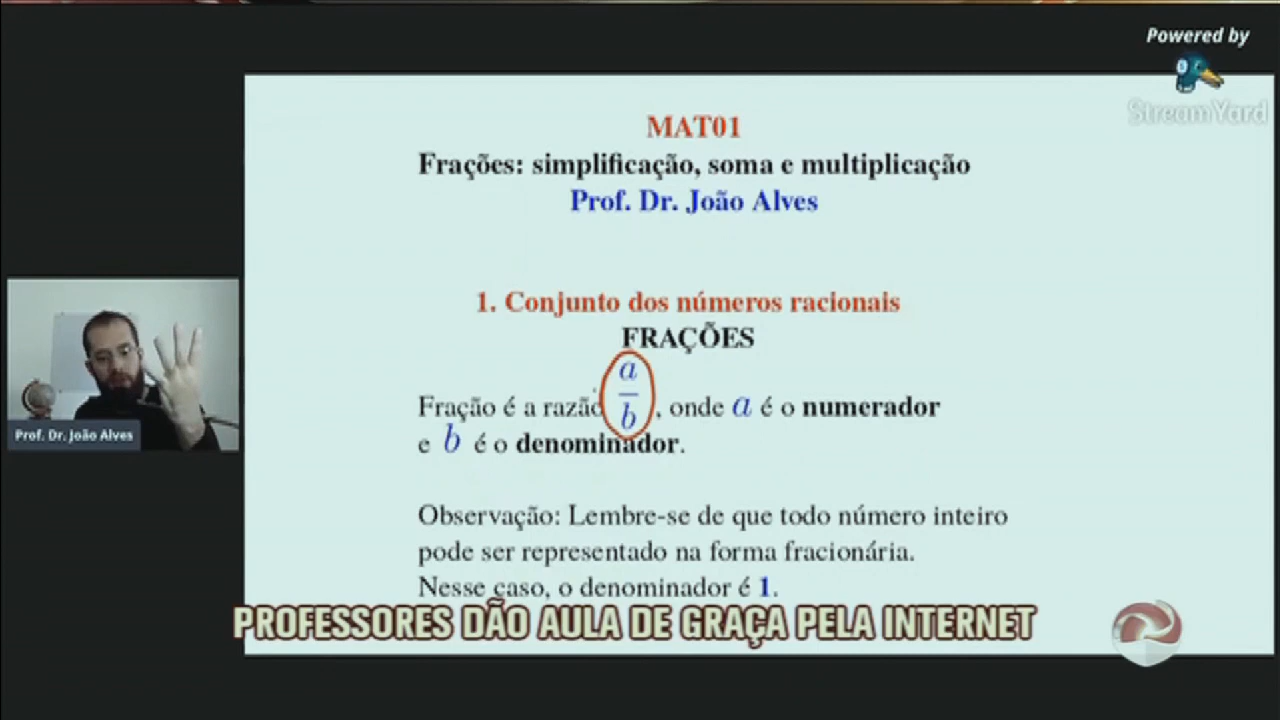 Powered by
StreamYard
MAT01
Frações: simplificação, soma e multiplicação
Prof. Dr. João Alves
1. Conjunto dos números racionais
FRAÇÕES
Fração é a razão a/b, onde a é o numerador
e b é o denominador.
Observação: Lembre-se de que todo número inteiro
pode ser representado na forma fracionária.
Nesse caso, o denominador é 1.
Prof. Dr. João Alves
PROFESSORES DÃO AULA DE GRAÇA PELA INTERNET